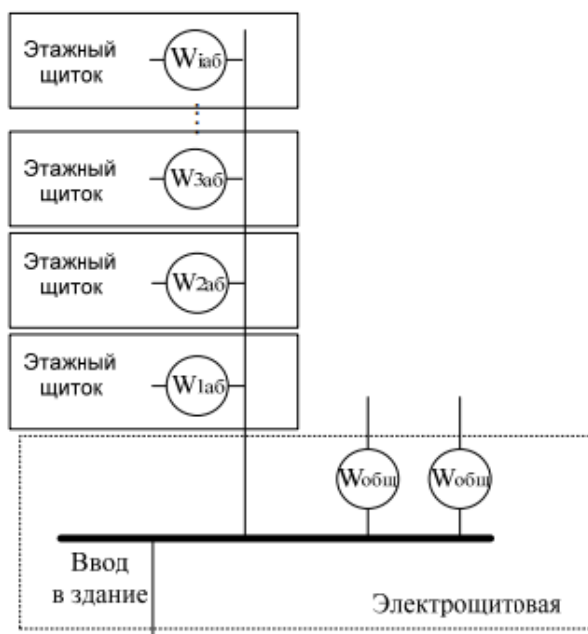 Этажный
щиток
Wiаб
Этажный
щиток
W3аб
Этажный
щиток
W2аб
Этажный
щиток
W1аб
Wобщ
Wобщ
Ввод
в здание
Электрощитовая